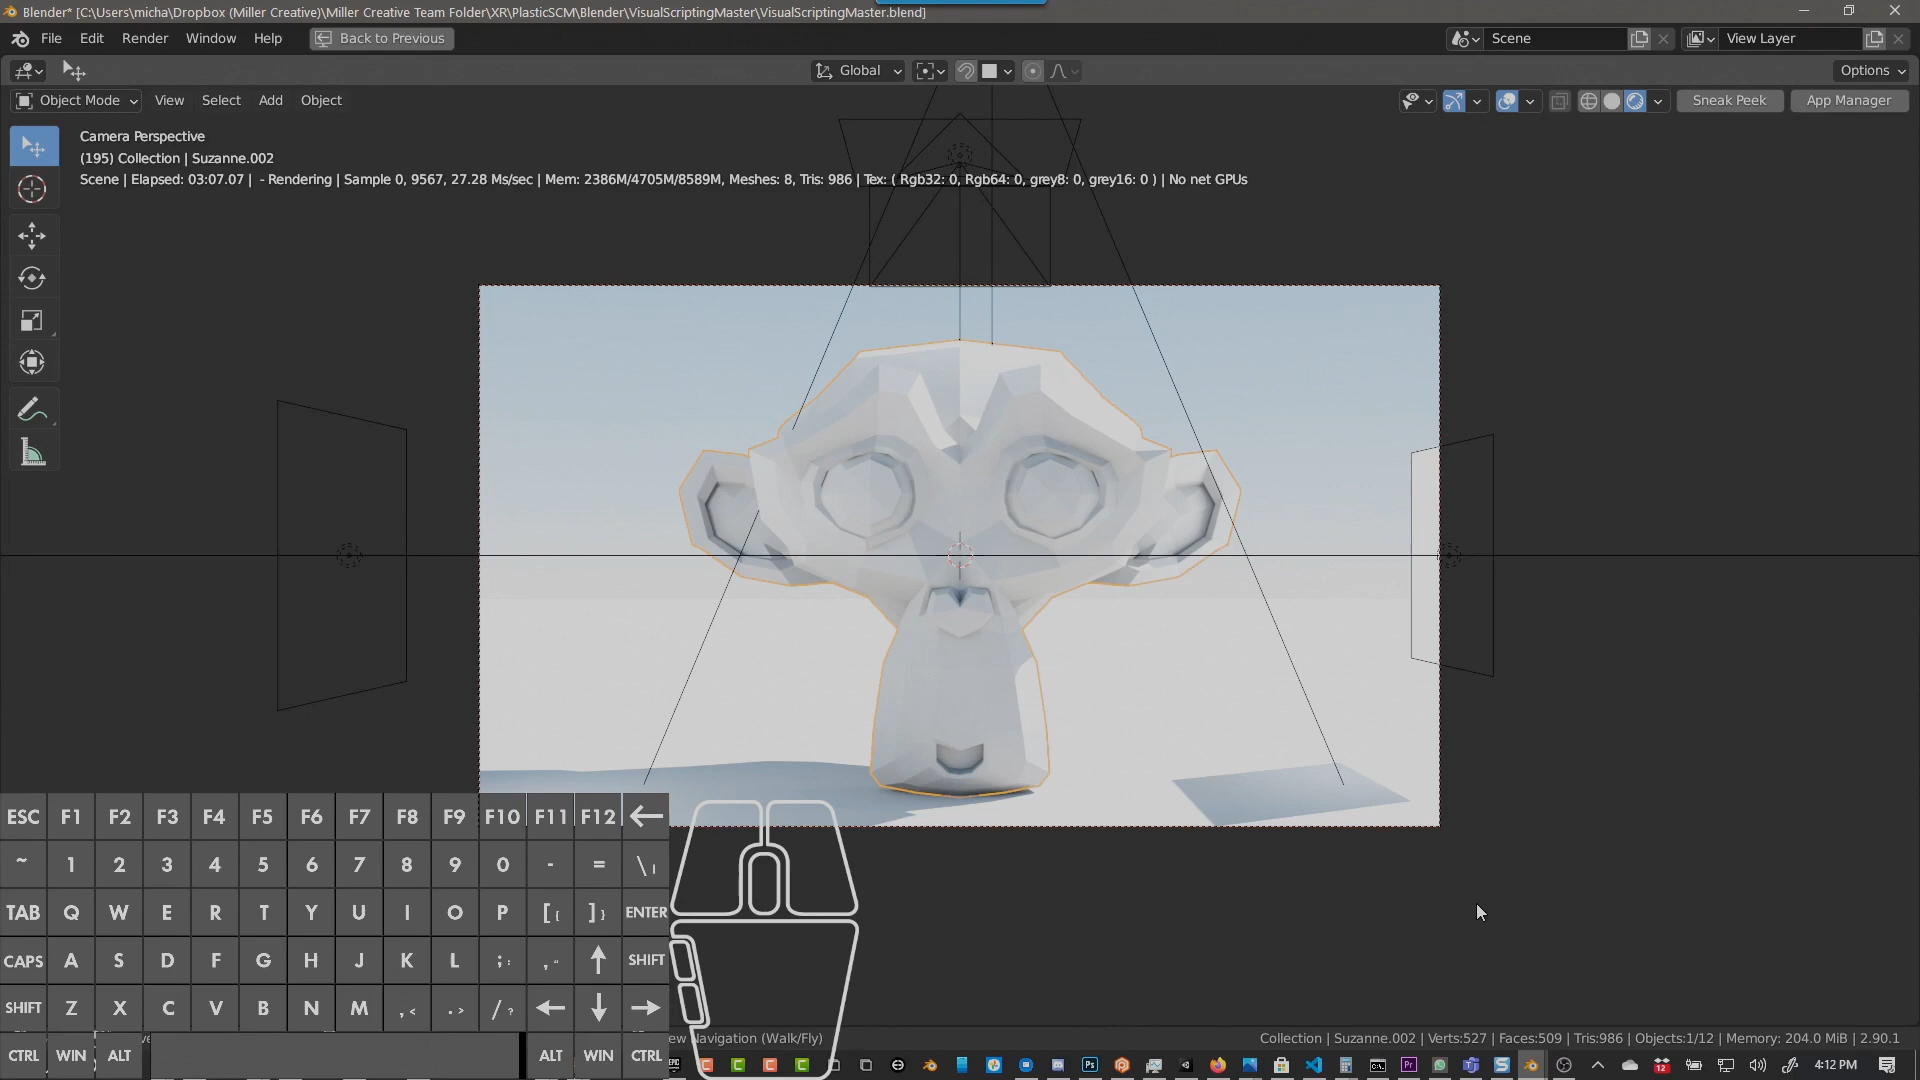 Blender* [C:\Users\micha\Dropbox (Miller Creative)\Miller Creative Team Folder\XR\PlasticSCM\Blender\VisualScriptingMaster\VisualScriptingMaster.blend]
File Edit Render Window Help Back to Previous Scene View Layer
Global Options
Object Mode View Select Add Object Sneak Peek App Manager
Camera Perspective
(195) Collection | Suzanne.002
Scene | Elapsed: 03:07.07 | - Rendering | Sample 0, 9567, 27.28 Ms/sec | Mem: 2386M/4705M/8589M, Meshes: 8, Tris: 986 | Tex: ( Rgb32: 0, Rgb64: 0, grey8: 0, grey16: 0 ) | No net GPUs
ESC F1 F2 F3 F4 F5 F6 F7 F8 F9 F10 F11 F12 ←
~ 1 2 3 4 5 6 7 8 9 0 - = \ |
TAB Q W E R T Y U I O P [ { ] } ENTER
CAPS A S D F G H J K L ; : , “ ↑ SHIFT
SHIFT Z X C V B N M , < . > / ? ← ↓ →
CTRL WIN ALT ALT WIN CTRL
Navigation (Walk/Fly)
Collection | Suzanne.002 | Verts:527 | Faces:509 | Tris:986 | Objects:1/12 | Memory: 204.0 MiB | 2.90.1
EPIC Ps Pr 12 4:12 PM